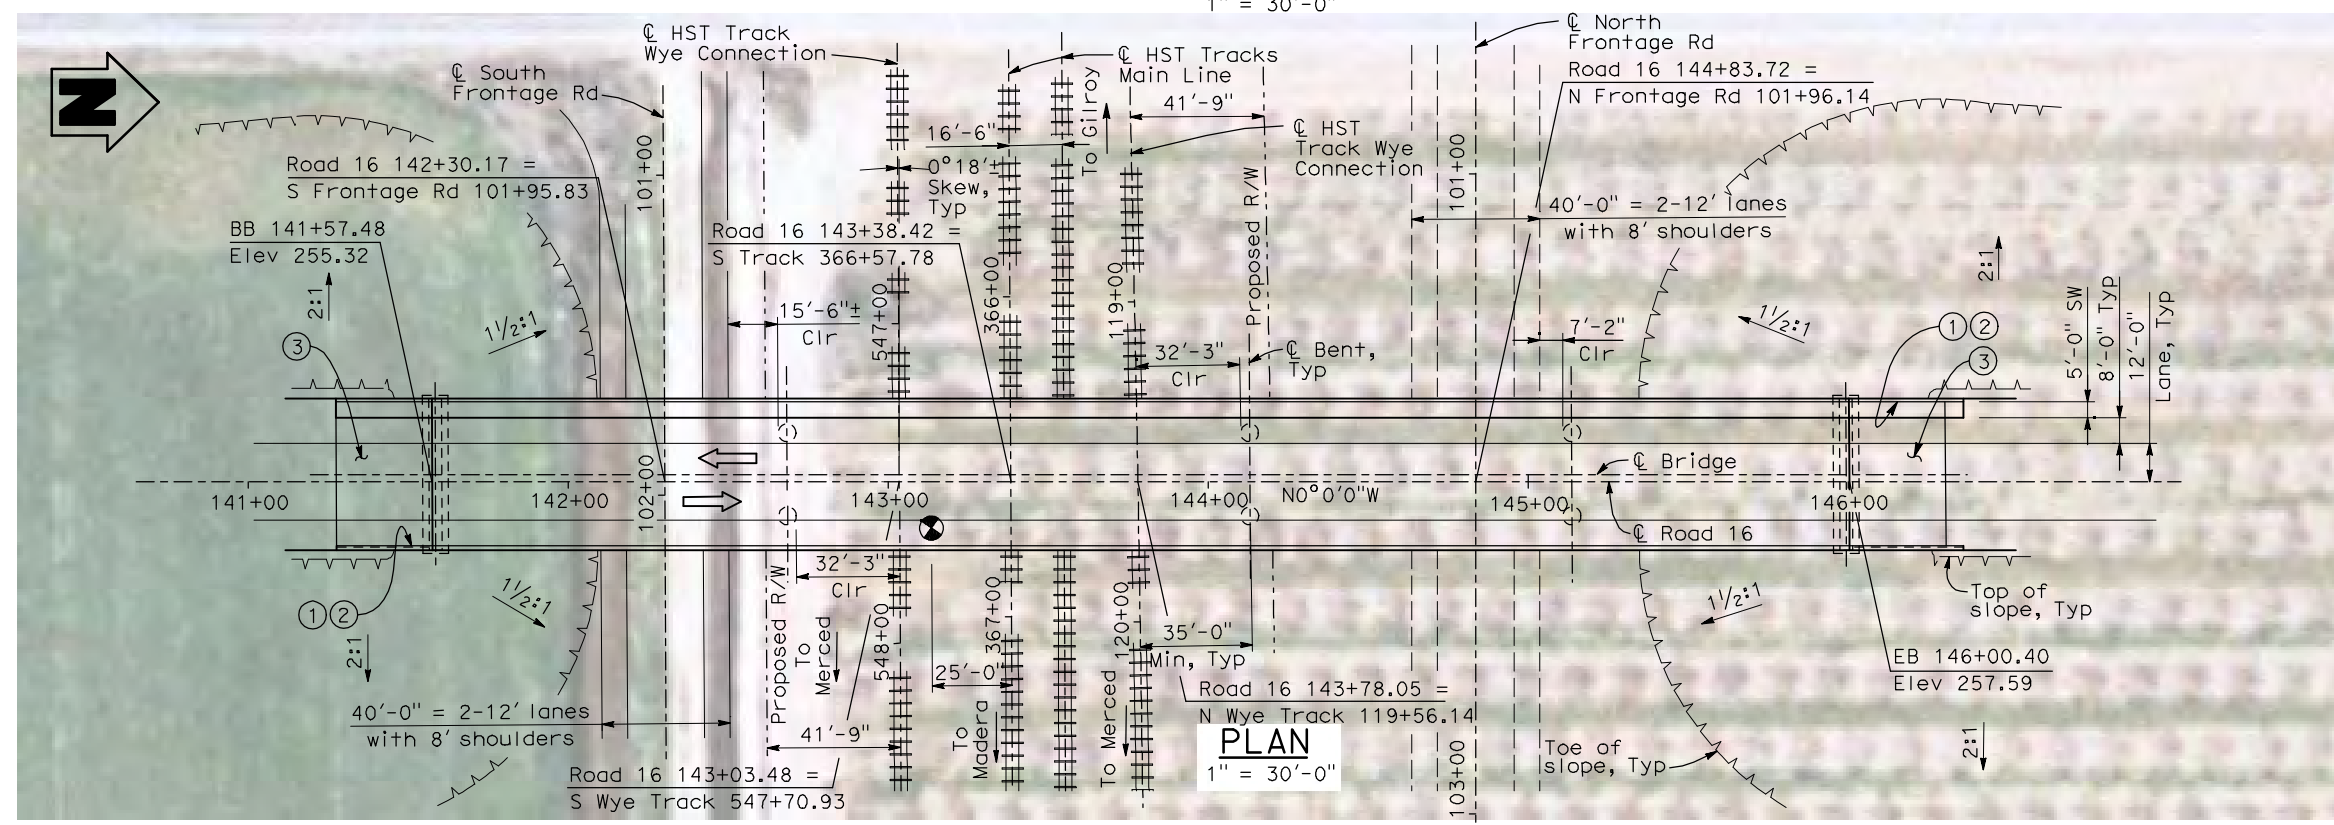 1" = 30'-0"
N
℄ South
Frontage Rd
℄ HST Track
Wye Connection
℄ HST Tracks
Main Line
℄ North
Frontage Rd
Road 16 144+83.72 =
N Frontage Rd 101+96.14
41'-9"
To Gilroy
16'-6"
0°18'±
Skew,
Typ
℄ HST
Track Wye
Connection
Road 16 142+30.17 =
S Frontage Rd 101+95.83
101+00
101+00
BB 141+57.48
Elev 255.32
Road 16 143+38.42 =
S Track 366+57.78
40'-0" = 2-12' lanes
with 8' shoulders
Proposed R/W
2:1
1½:1
15'-6"±
Clr
547+00
366+00
119+00
32'-3"
Clr
℄ Bent,
Typ
7'-2"
Clr
1½:1
2:1
5'-0" SW
8'-0" Typ
12'-0"
Lane, Typ
3
1 2
3
141+00
142+00
102+00
143+00
144+00
N0°0'0"W
145+00
146+00
℄ Bridge
℄ Road 16
1 2
1½:1
2:1
32'-3"
Clr
Proposed R/W
To
Merced
548+00
25'-0"
367+00
To
Madera
120+00
To Merced
35'-0"
Min, Typ
1½:1
Top of
slope, Typ
EB 146+00.40
Elev 257.59
2:1
40'-0" = 2-12' lanes
with 8' shoulders
41'-9"
Road 16 143+03.48 =
S Wye Track 547+70.93
Road 16 143+78.05 =
N Wye Track 119+56.14
103+00
Toe of
slope, Typ
PLAN
1" = 30'-0"